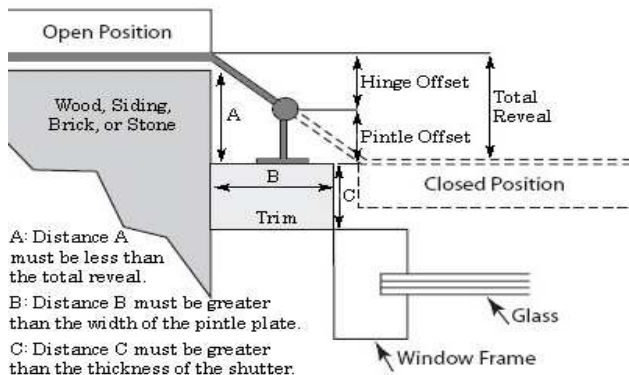 Open Position
Hinge Offset
Total
Reveal
Wood, Siding,
Brick, or Stone
A
Pintle Offset
B
C
Closed Position
Trim
A: Distance A
must be less than
the total reveal.
B: Distance B must be greater
than the width of the pintle plate.
C: Distance C must be greater
than the thickness of the shutter.
Glass
Window Frame